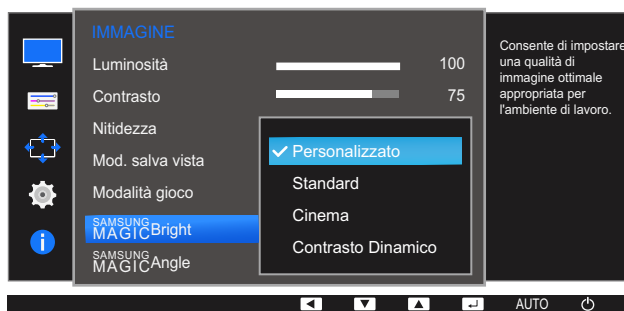 IMMAGINE
Luminosità 100
Contrasto 75
Nitidezza
Mod. salva vista
Modalità gioco
SAMSUNG
MAGICBright
SAMSUNG
MAGICAngle
Personalizzato
Standard
Cinema
Contrasto Dinamico
Consente di impostare
una qualità di
immagine ottimale
appropriata per
l'ambiente di lavoro.
AUTO